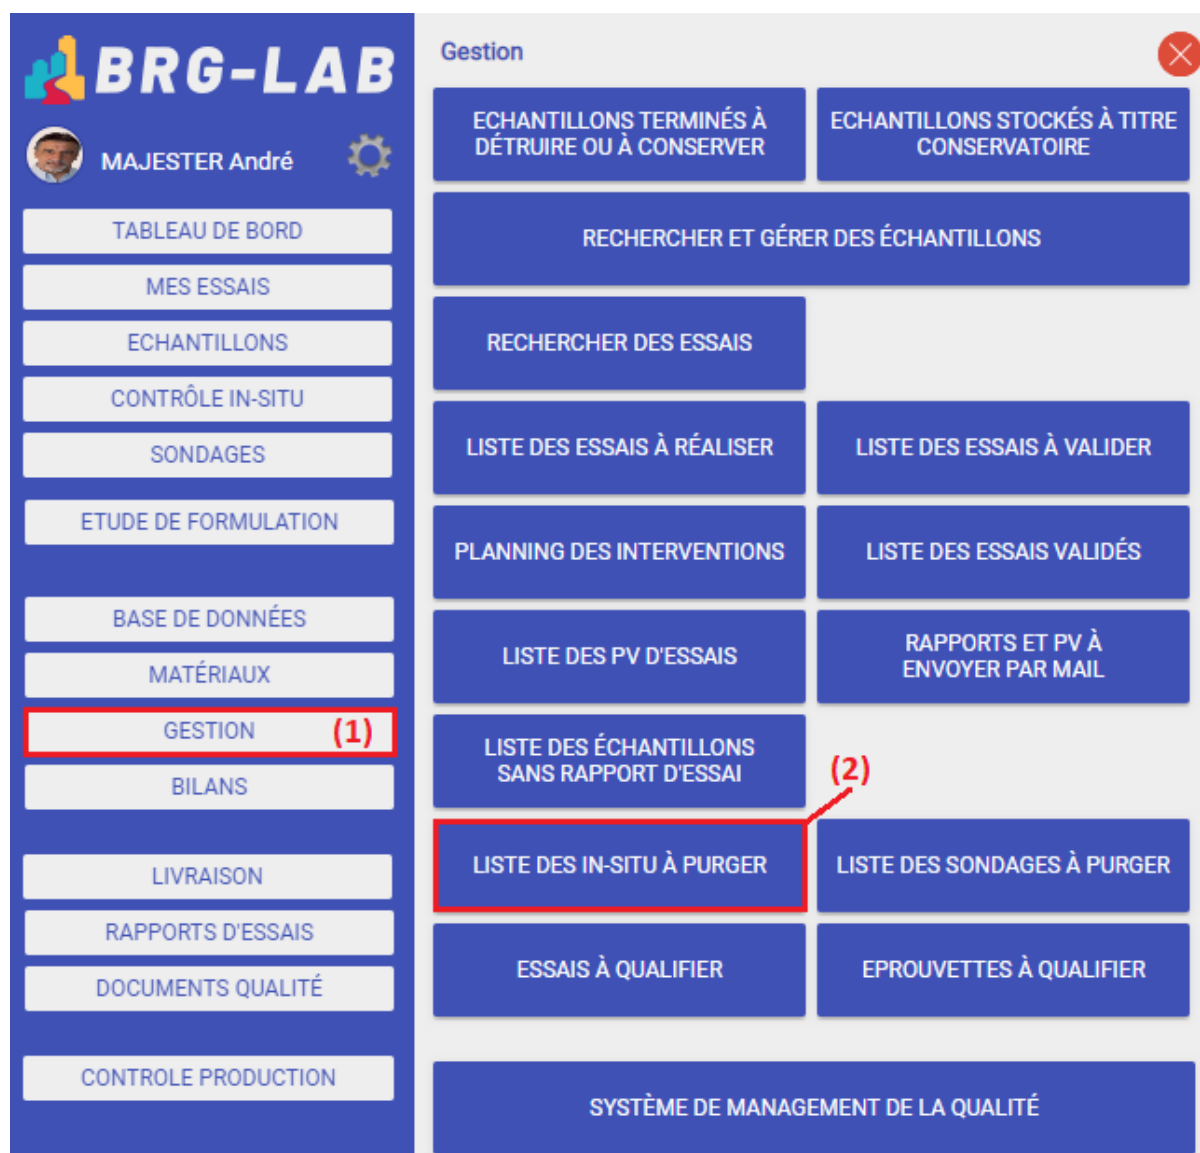 BRG-LAB
MAJESTER André
TABLEAU DE BORD
MES ESSAIS
ECHANTILLONS
CONTRÔLE IN-SITU
SONDAGES
ETUDE DE FORMULATION
BASE DE DONNÉES
MATÉRIAUX
GESTION (1)
BILANS
LIVRAISON
RAPPORTS D'ESSAIS
DOCUMENTS QUALITÉ
CONTROLE PRODUCTION
Gestion
ECHANTILLONS TERMINÉS À
DÉTRUIRE OU À CONSERVER
ECHANTILLONS STOCKÉS À TITRE
CONSERVATOIRE
RECHERCHER ET GÉRER DES ÉCHANTILLONS
RECHERCHER DES ESSAIS
LISTE DES ESSAIS À RÉALISER
LISTE DES ESSAIS À VALIDER
PLANNING DES INTERVENTIONS
LISTE DES ESSAIS VALIDÉS
LISTE DES PV D'ESSAIS
RAPPORTS ET PV À
ENVOYER PAR MAIL
LISTE DES ÉCHANTILLONS
SANS RAPPORT D'ESSAI
(2)
LISTE DES IN-SITU À PURGER
LISTE DES SONDAGES À PURGER
ESSAIS À QUALIFIER
EPROUVETTES À QUALIFIER
SYSTÈME DE MANAGEMENT DE LA QUALITÉ